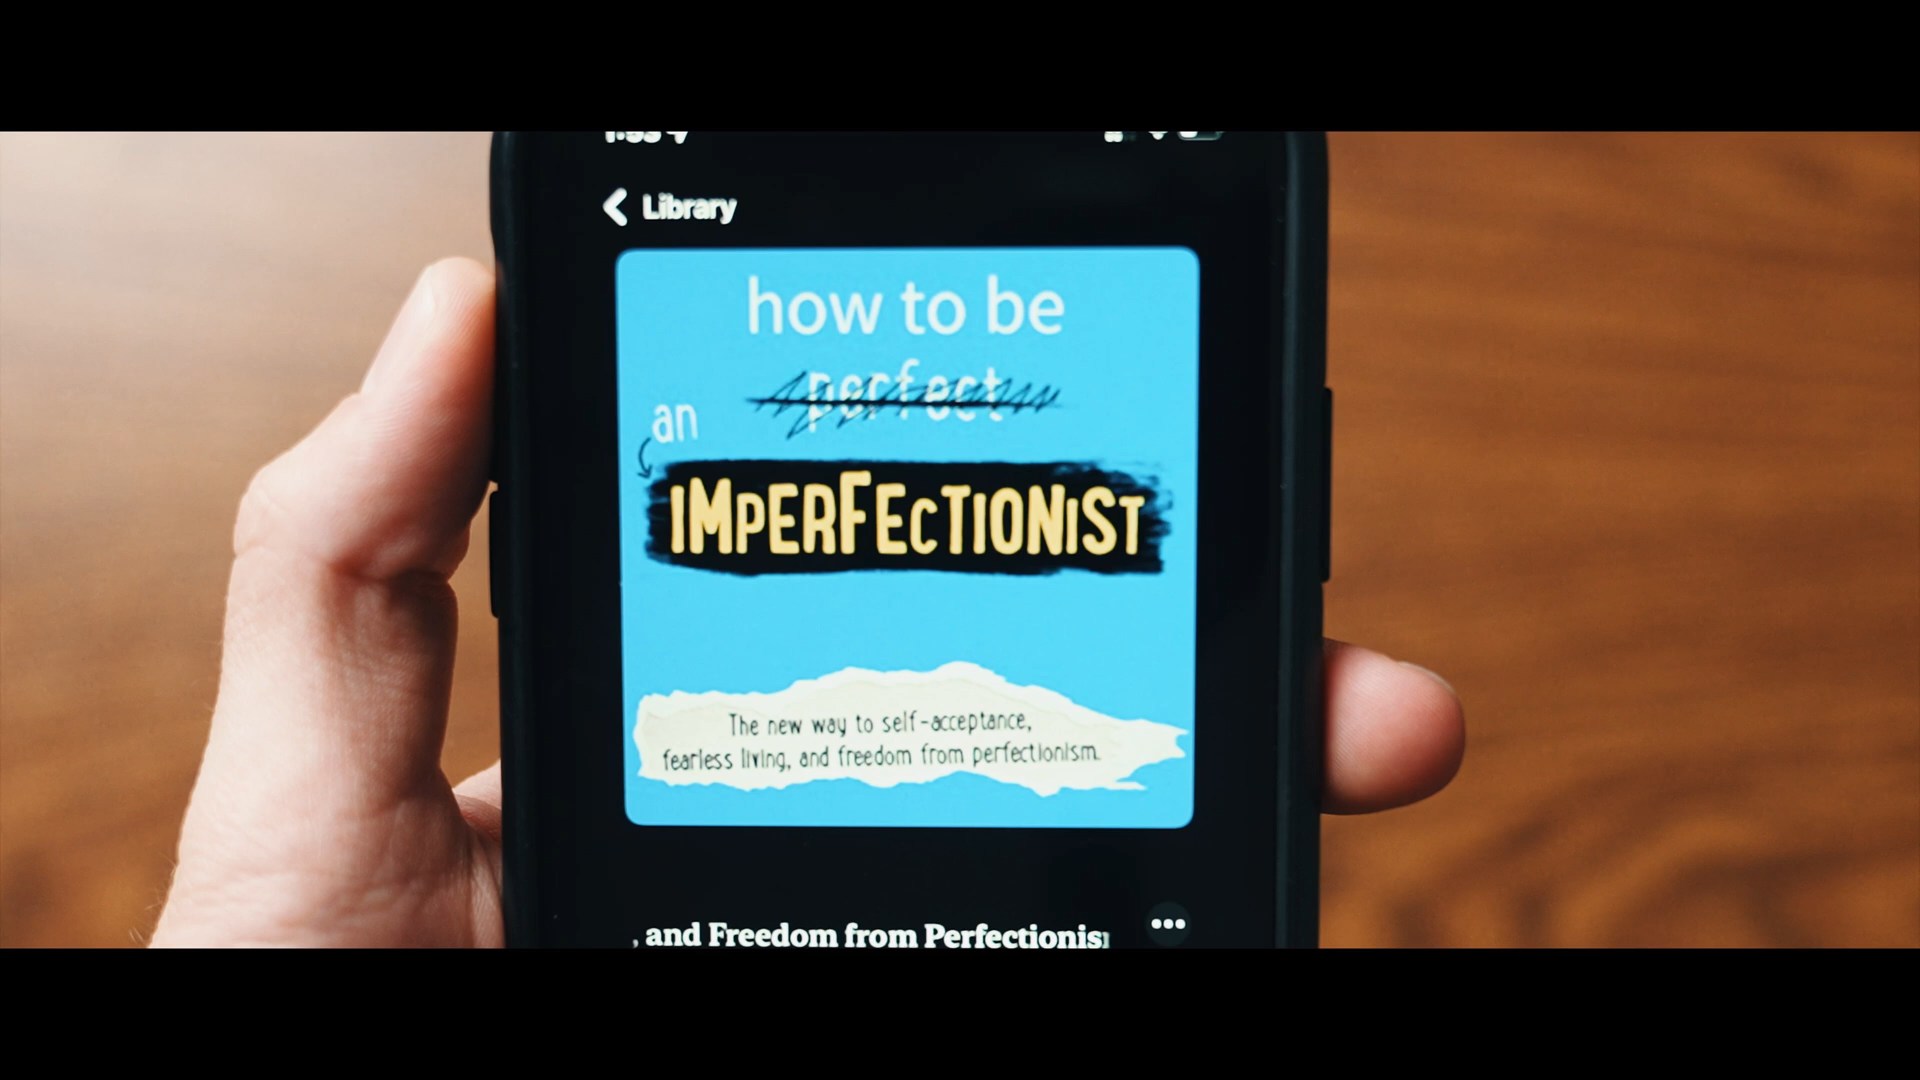 Library
how to be
perfect
an
IMPERFECTIONIST
The new way to self-acceptance,
fearless living, and freedom from perfectionism.
, and Freedom from Perfectionis